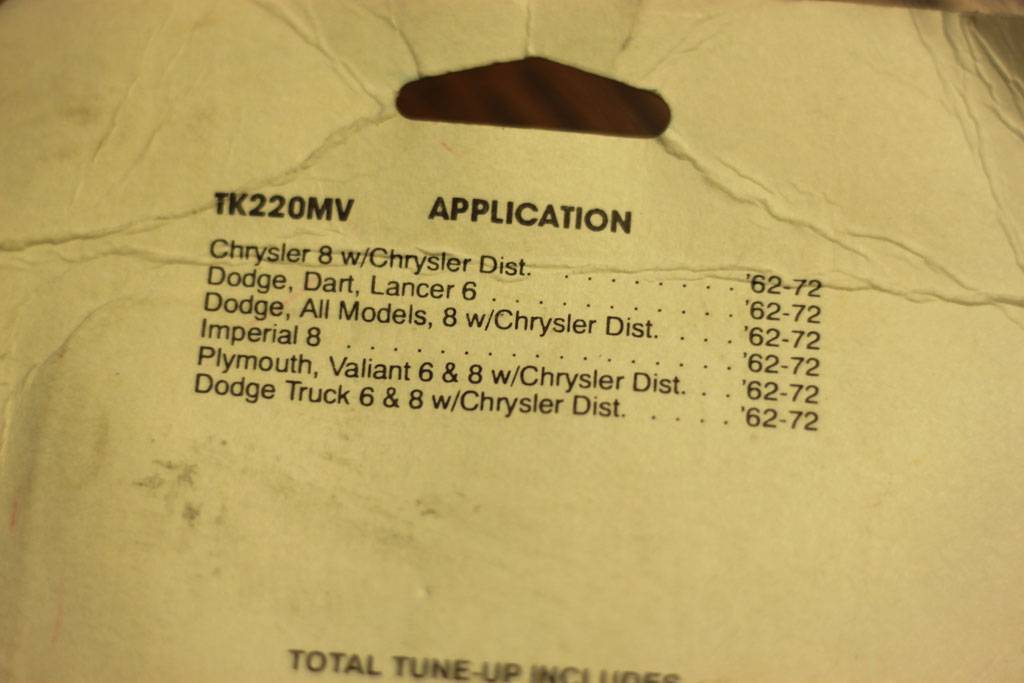 TK220MV APPLICATION
Chrysler 8 w/Chrysler Dist. . . . . . . . . '62-72
Dodge, Dart, Lancer 6 . . . . . . . . . . . '62-72
Dodge, All Models, 8 w/Chrysler Dist. . . . . '62-72
Imperial 8 . . . . . . . . . . . . . . . . . '62-72
Plymouth, Valiant 6 & 8 w/Chrysler Dist. . . '62-72
Dodge Truck 6 & 8 w/Chrysler Dist. . . . . . '62-72
TOTAL TUNE-UP INCLUDES